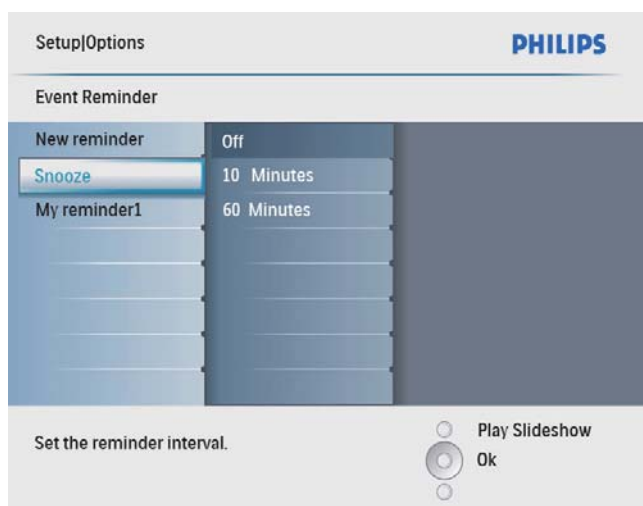 Setup|Options
PHILIPS
Event Reminder
New reminder
Off
Snooze
10 Minutes
My reminder1
60 Minutes
Set the reminder interval.
Play Slideshow
Ok